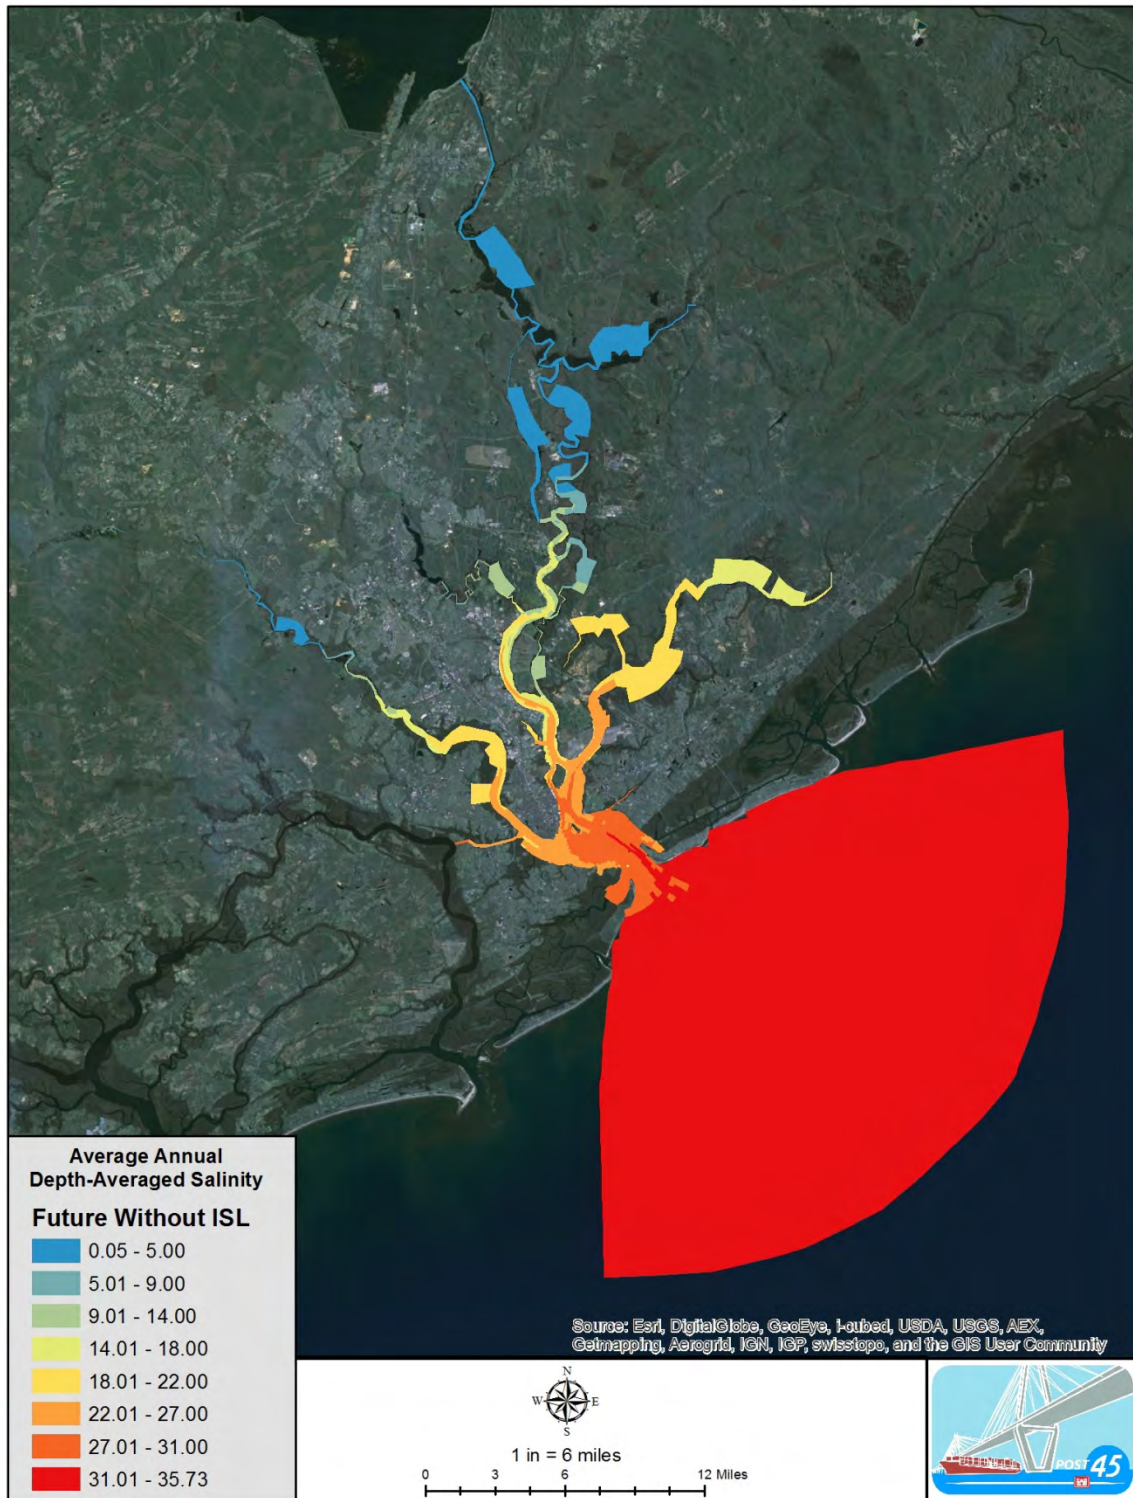 Source: Esri, DigitalGlobe, GeoEye, i-cubed, USDA, USGS, AEX,
Getmapping, Aerogrid, IGN, IGP, swisstopo, and the GIS User Community
Average Annual
Depth-Averaged Salinity
Future Without ISL
0.05 - 5.00
5.01 - 9.00
9.01 - 14.00
14.01 - 18.00
18.01 - 22.00
22.01 - 27.00
27.01 - 31.00
31.01 - 35.73
N
W E
S
1 in = 6 miles
0 3 6 12 Miles
POST 45